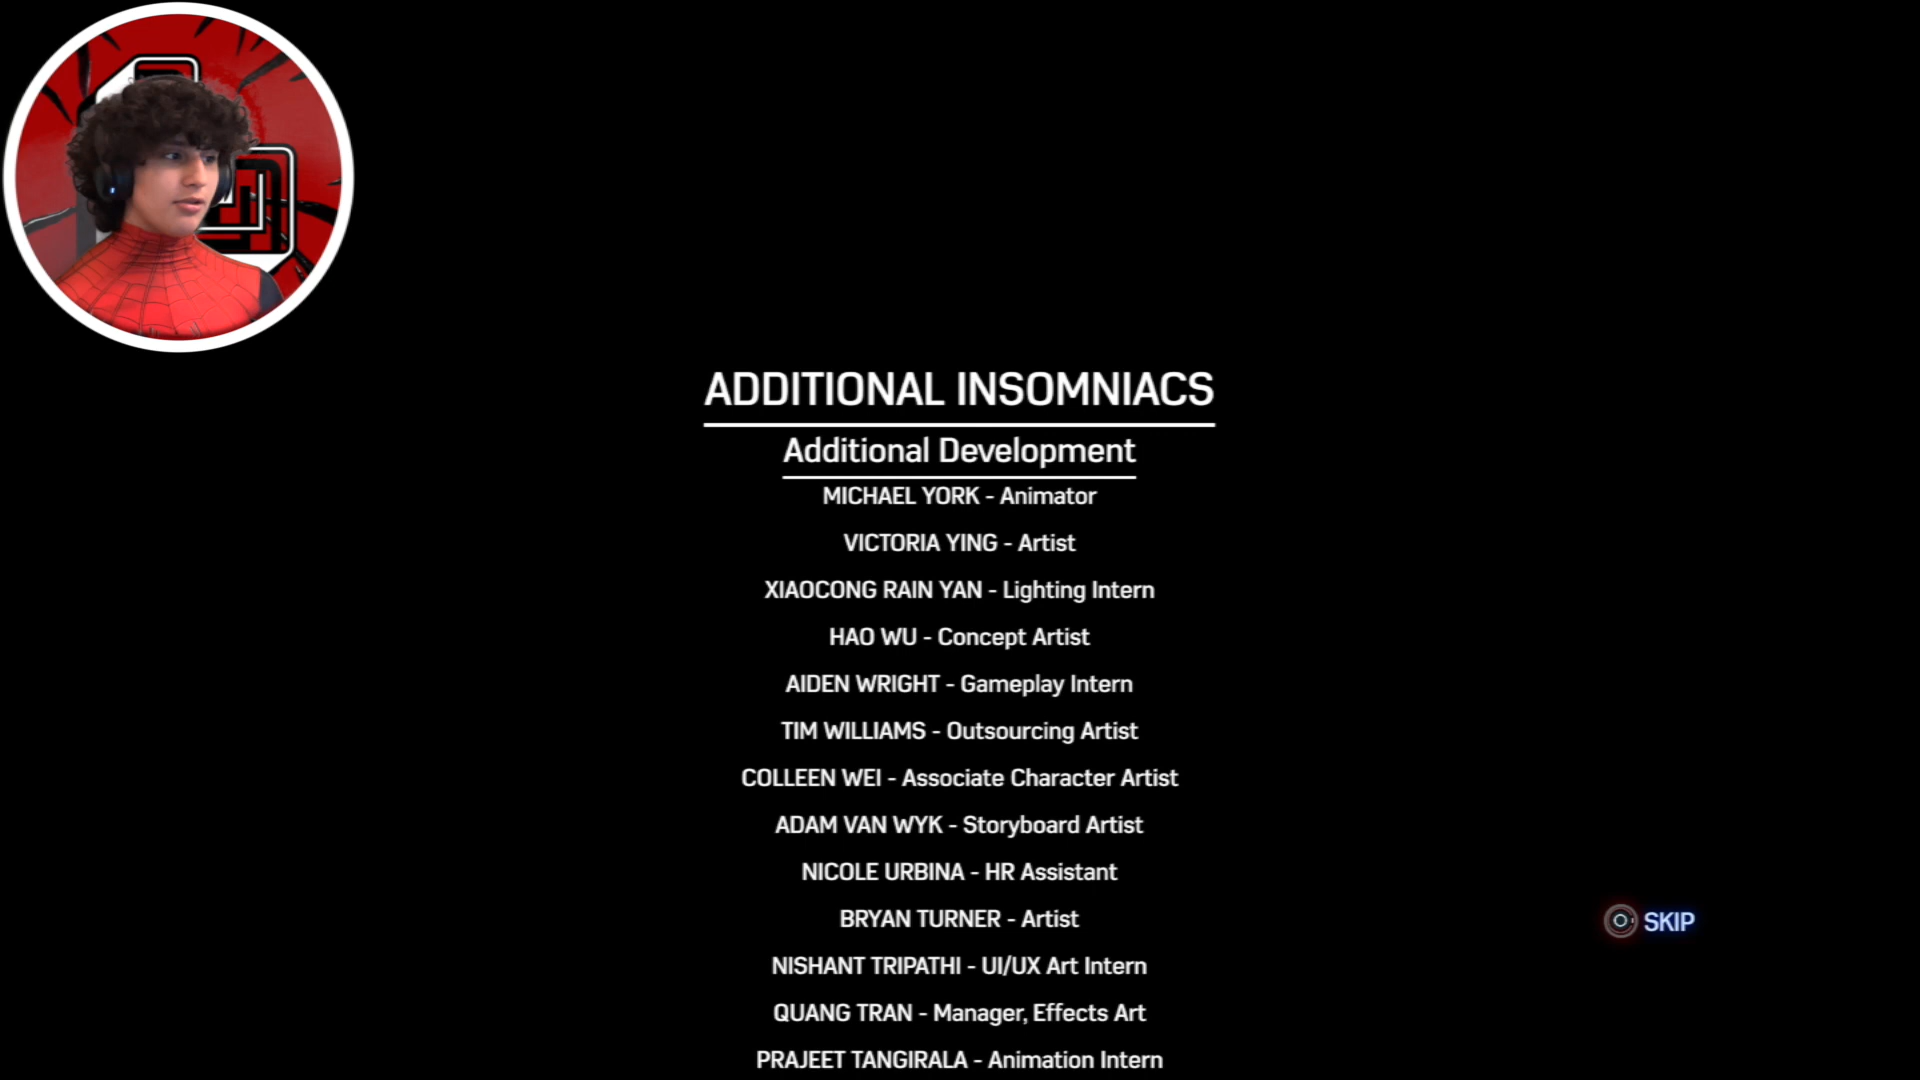 ADDITIONAL INSOMNIACS
Additional Development
MICHAEL YORK - Animator
VICTORIA YING - Artist
XIAOCONG RAIN YAN - Lighting Intern
HAO WU - Concept Artist
AIDEN WRIGHT - Gameplay Intern
TIM WILLIAMS - Outsourcing Artist
COLLEEN WEI - Associate Character Artist
ADAM VAN WYK - Storyboard Artist
NICOLE URBINA - HR Assistant
BRYAN TURNER - Artist
SKIP
NISHANT TRIPATHI - UI/UX Art Intern
QUANG TRAN - Manager, Effects Art
PRAJEET TANGIRALA - Animation Intern